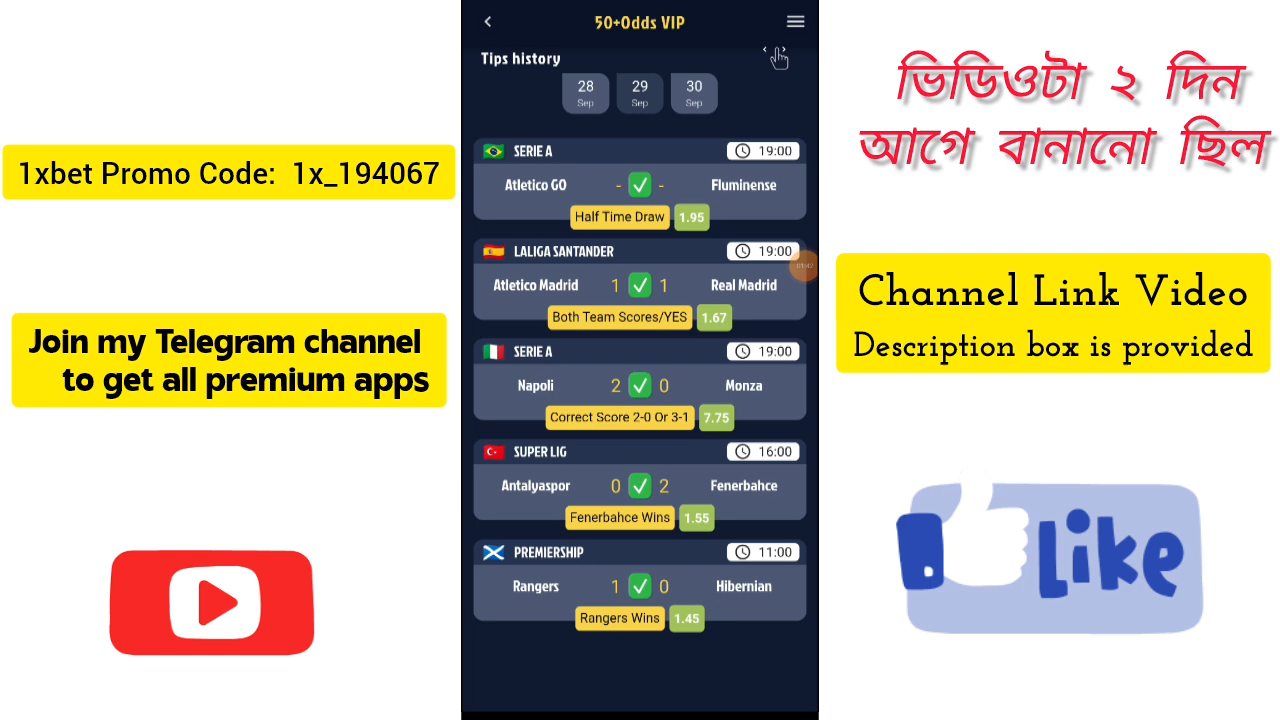 1xbet Promo Code: 1x_194067
Join my Telegram channel
to get all premium apps
50+Odds VIP
Tips history
28 Sep
29 Sep
30 Sep
SERIE A 19:00
Atletico GO - - Fluminense
Half Time Draw 1.95
LALIGA SANTANDER 19:00
Atletico Madrid 1 1 Real Madrid
Both Team Scores/YES 1.67
SERIE A 19:00
Napoli 2 0 Monza
Correct Score 2-0 Or 3-1 7.75
SUPER LIG 16:00
Antalyaspor 0 2 Fenerbahce
Fenerbahce Wins 1.55
PREMIERSHIP 11:00
Rangers 1 0 Hibernian
Rangers Wins 1.45
ভিডিওটা ২ দিন
আগে বানানো ছিল
Channel Link Video
Description box is provided
Like